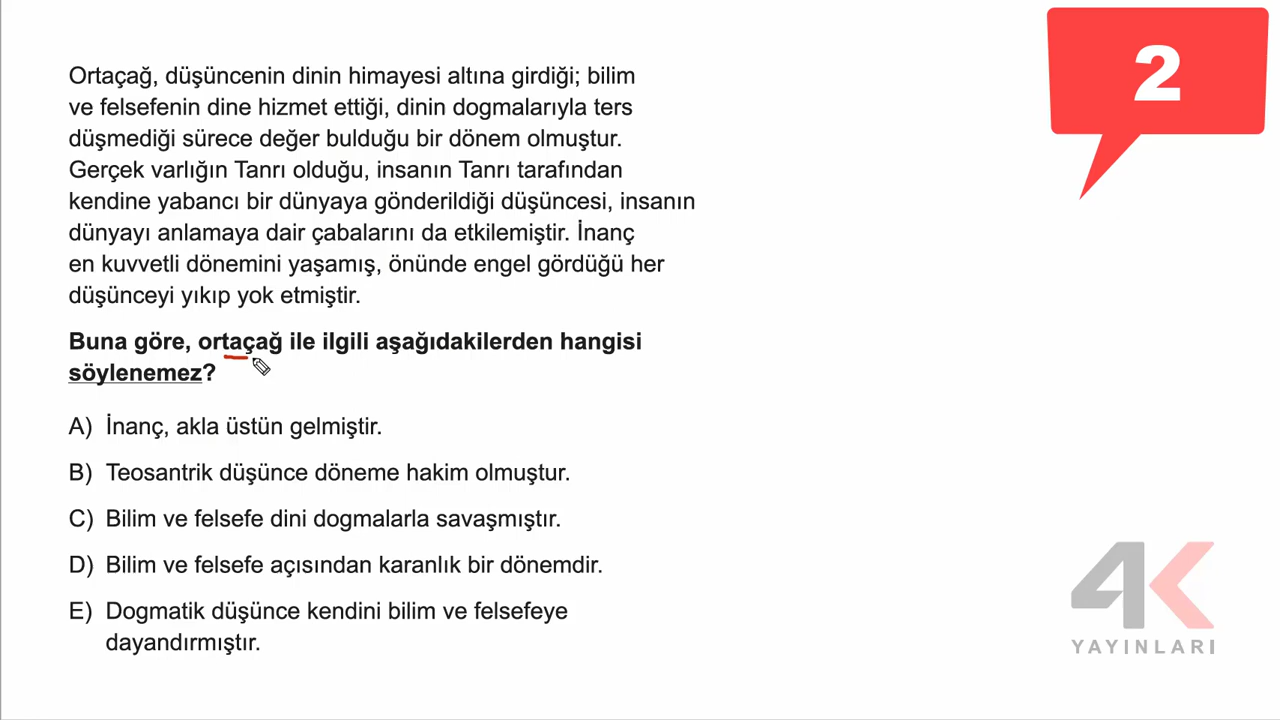 2
Ortaçağ, düşüncenin dinin himayesi altına girdiği; bilim
ve felsefenin dine hizmet ettiği, dinin dogmalarıyla ters
düşmediği sürece değer bulduğu bir dönem olmuştur.
Gerçek varlığın Tanrı olduğu, insanın Tanrı tarafından
kendine yabancı bir dünyaya gönderildiği düşüncesi, insanın
dünyayı anlamaya dair çabalarını da etkilemiştir. İnanç
en kuvvetli dönemini yaşamış, önünde engel gördüğü her
düşünceyi yıkıp yok etmiştir.
Buna göre, ortaçağ ile ilgili aşağıdakilerden hangisi
söylenemez?
A) İnanç, akla üstün gelmiştir.
B) Teosantrik düşünce döneme hakim olmuştur.
C) Bilim ve felsefe dini dogmalarla savaşmıştır.
D) Bilim ve felsefe açısından karanlık bir dönemdir.
E) Dogmatik düşünce kendini bilim ve felsefeye
dayandırmıştır.
4K
YAYINLARI